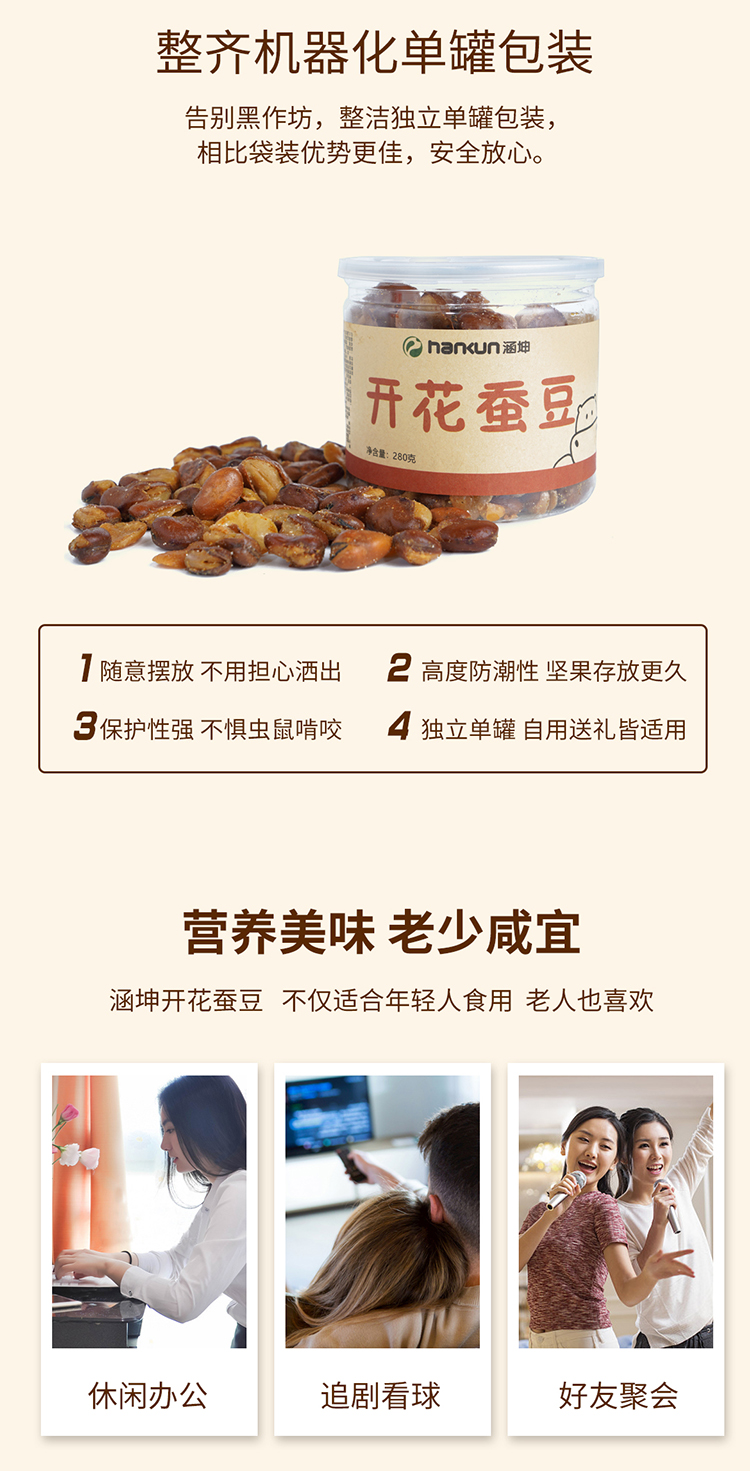 整齐机器化单罐包装
告别黑作坊，整洁独立单罐包装，
相比袋装优势更佳，安全放心。
hankun 涵坤
开花蚕豆
净含量：280克
1 随意摆放 不用担心洒出
2 高度防潮性 坚果存放更久
3 保护性强 不惧虫鼠啃咬
4 独立单罐 自用送礼皆适用
营养美味 老少咸宜
涵坤开花蚕豆 不仅适合年轻人食用 老人也喜欢
休闲办公
追剧看球
好友聚会